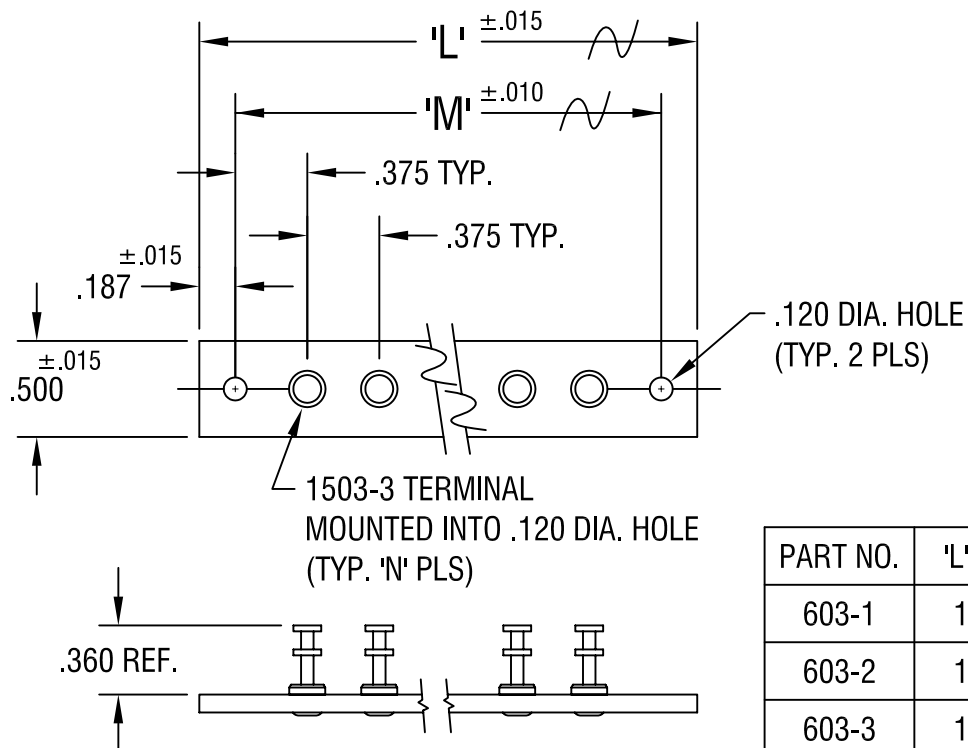 'L' ±.015
'M' ±.010
.375 TYP.
.375 TYP.
±.015
.187
±.015
.500
.120 DIA. HOLE
(TYP. 2 PLS)
1503-3 TERMINAL
MOUNTED INTO .120 DIA. HOLE
(TYP. 'N' PLS)
.360 REF.
PART NO. 'L'
603-1 1
603-2 1
603-3 1